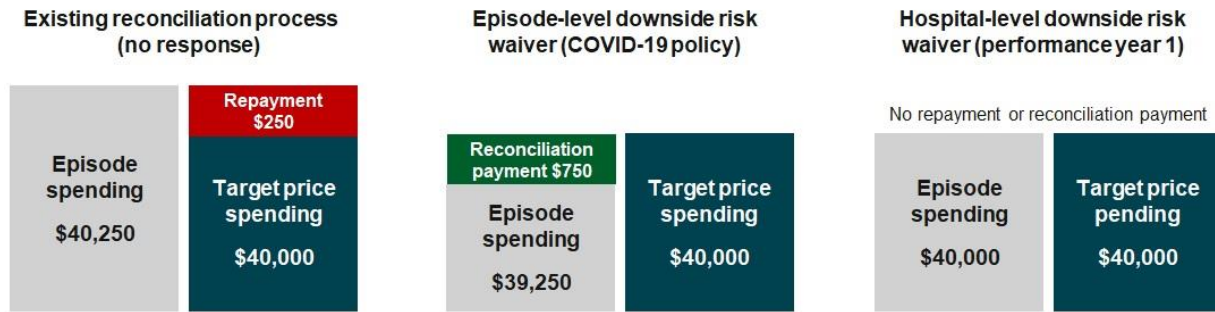 Existing reconciliation process
(no response)
Episode
spending
$40,250
Repayment
$250
Target price
spending
$40,000
Episode-level downside risk
waiver (COVID-19 policy)
Reconciliation
payment $750
Episode
spending
$39,250
Target price
spending
$40,000
Hospital-level downside risk
waiver (performance year 1)
No repayment or reconciliation payment
Episode
spending
$40,000
Target price
pending
$40,000